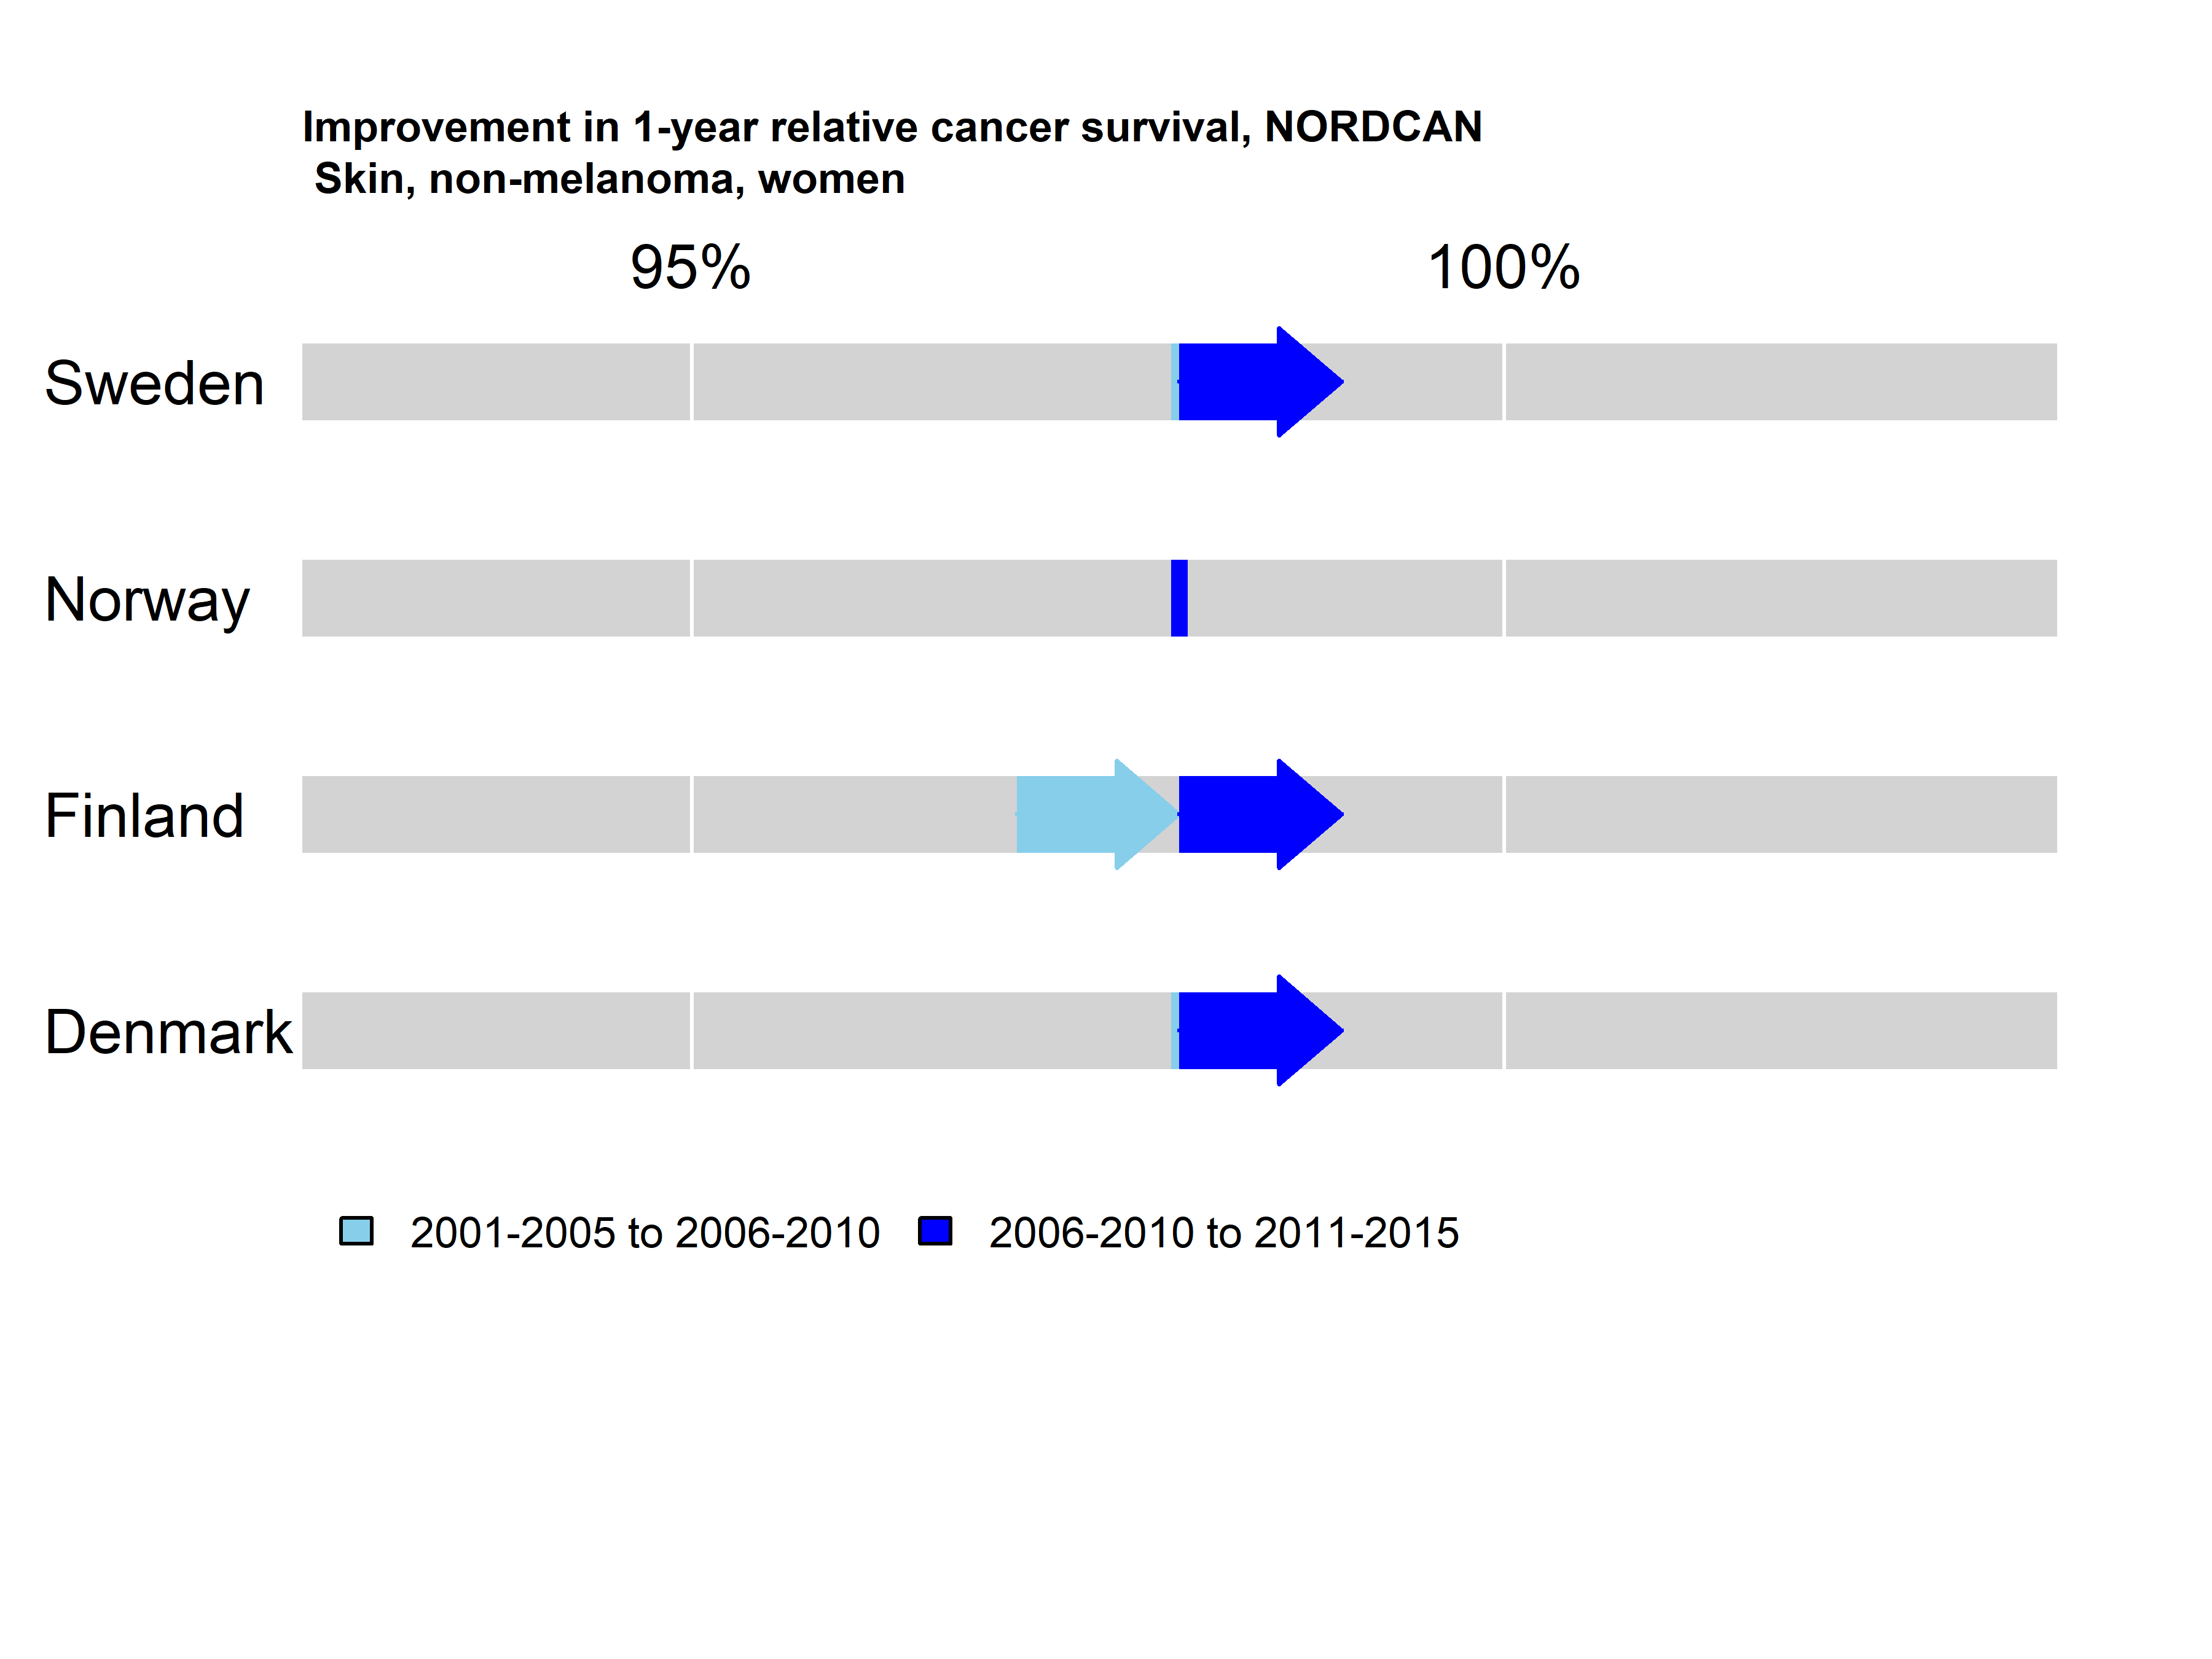 Improvement in 1-year relative cancer survival, NORDCAN
Skin, non-melanoma, women
95% 100%
Sweden
Norway
Finland
Denmark
2001-2005 to 2006-2010 2006-2010 to 2011-2015